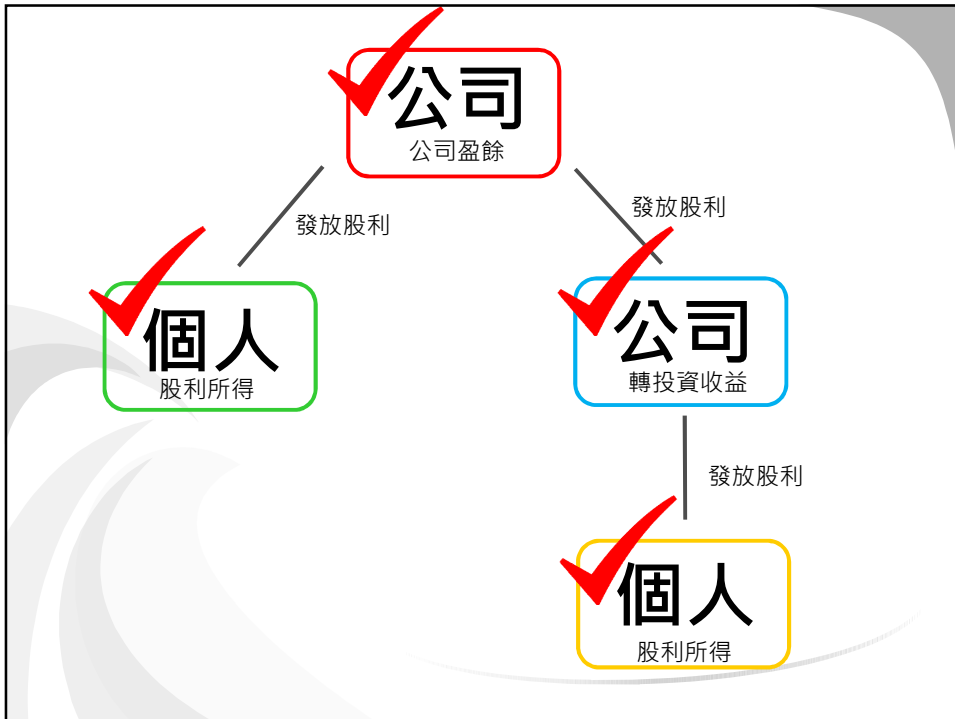 公司
公司盈餘
發放股利
發放股利
個人
股利所得
公司
轉投資收益
發放股利
個人
股利所得